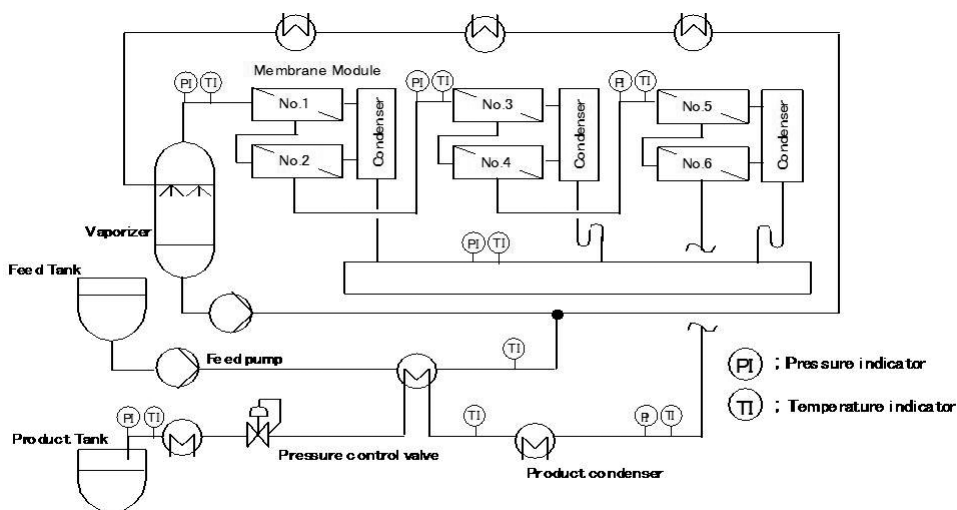 Membrane Module
PI TI
No.1
No.2
Condenser
PI TI
No.3
No.4
Condenser
PI TI
No.5
No.6
Condenser
Vaporizer
PI TI
Feed Tank
Feed pump
TI
PI ; Pressure indicator
TI ; Temperature indicator
PI TI
Product Tank
Pressure control valve
TI
Product condenser
PI TI